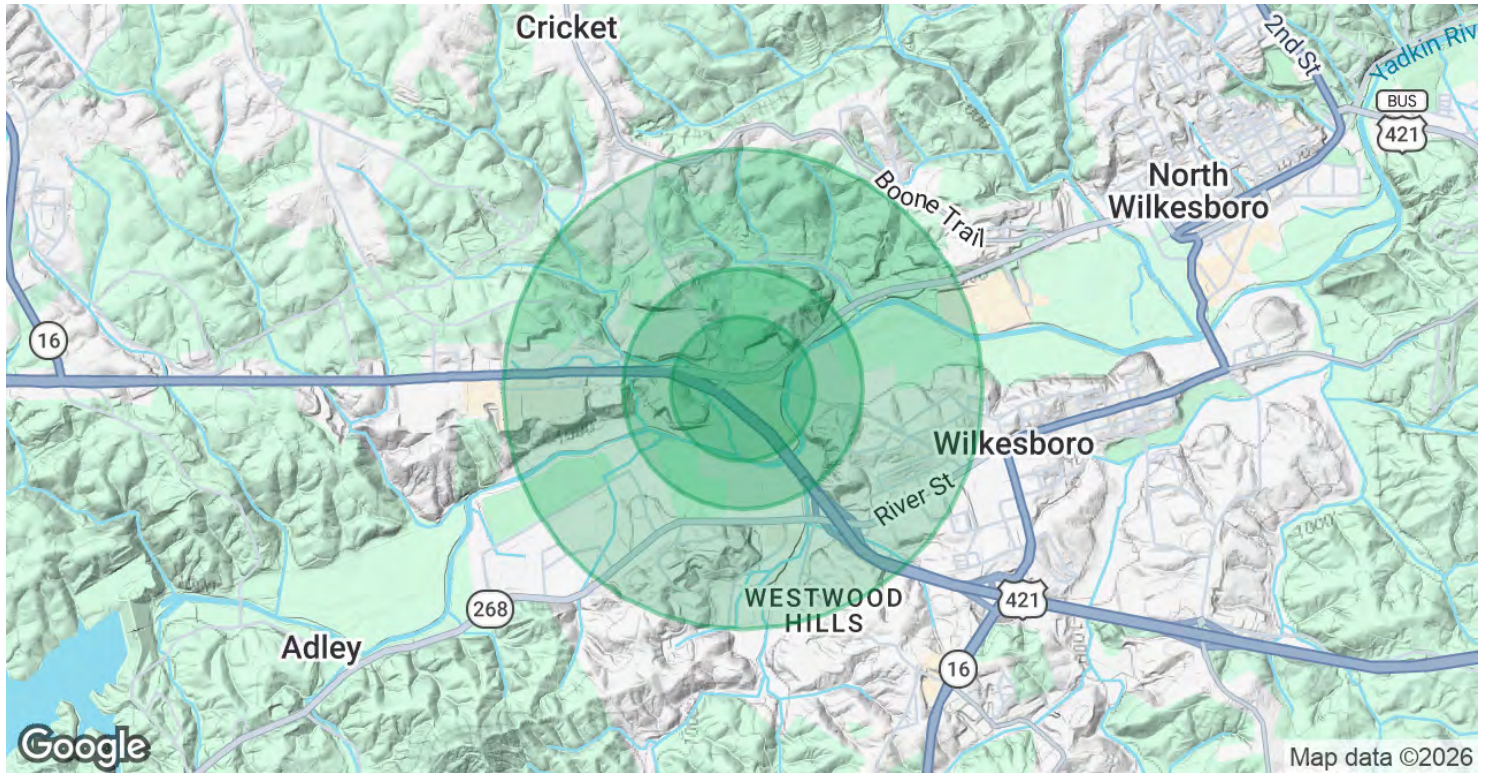 Cricket
2nd St
Yadkin Riv
BUS
421
North
Wilkesboro
Boone Trail
16
Wilkesboro
River St
WESTWOOD
HILLS
421
268
Adley
16
1000'
Google
Map data ©2026